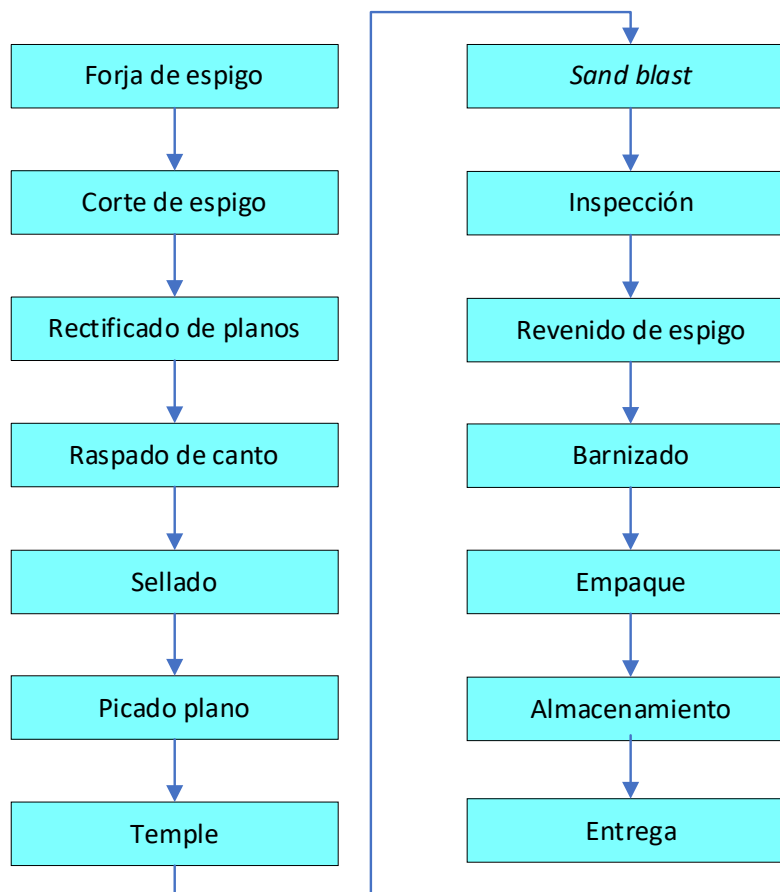 Forja de espigo
Corte de espigo
Rectificado de planos
Raspado de canto
Sellado
Picado plano
Temple
Sand blast
Inspección
Revenido de espigo
Barnizado
Empaque
Almacenamiento
Entrega